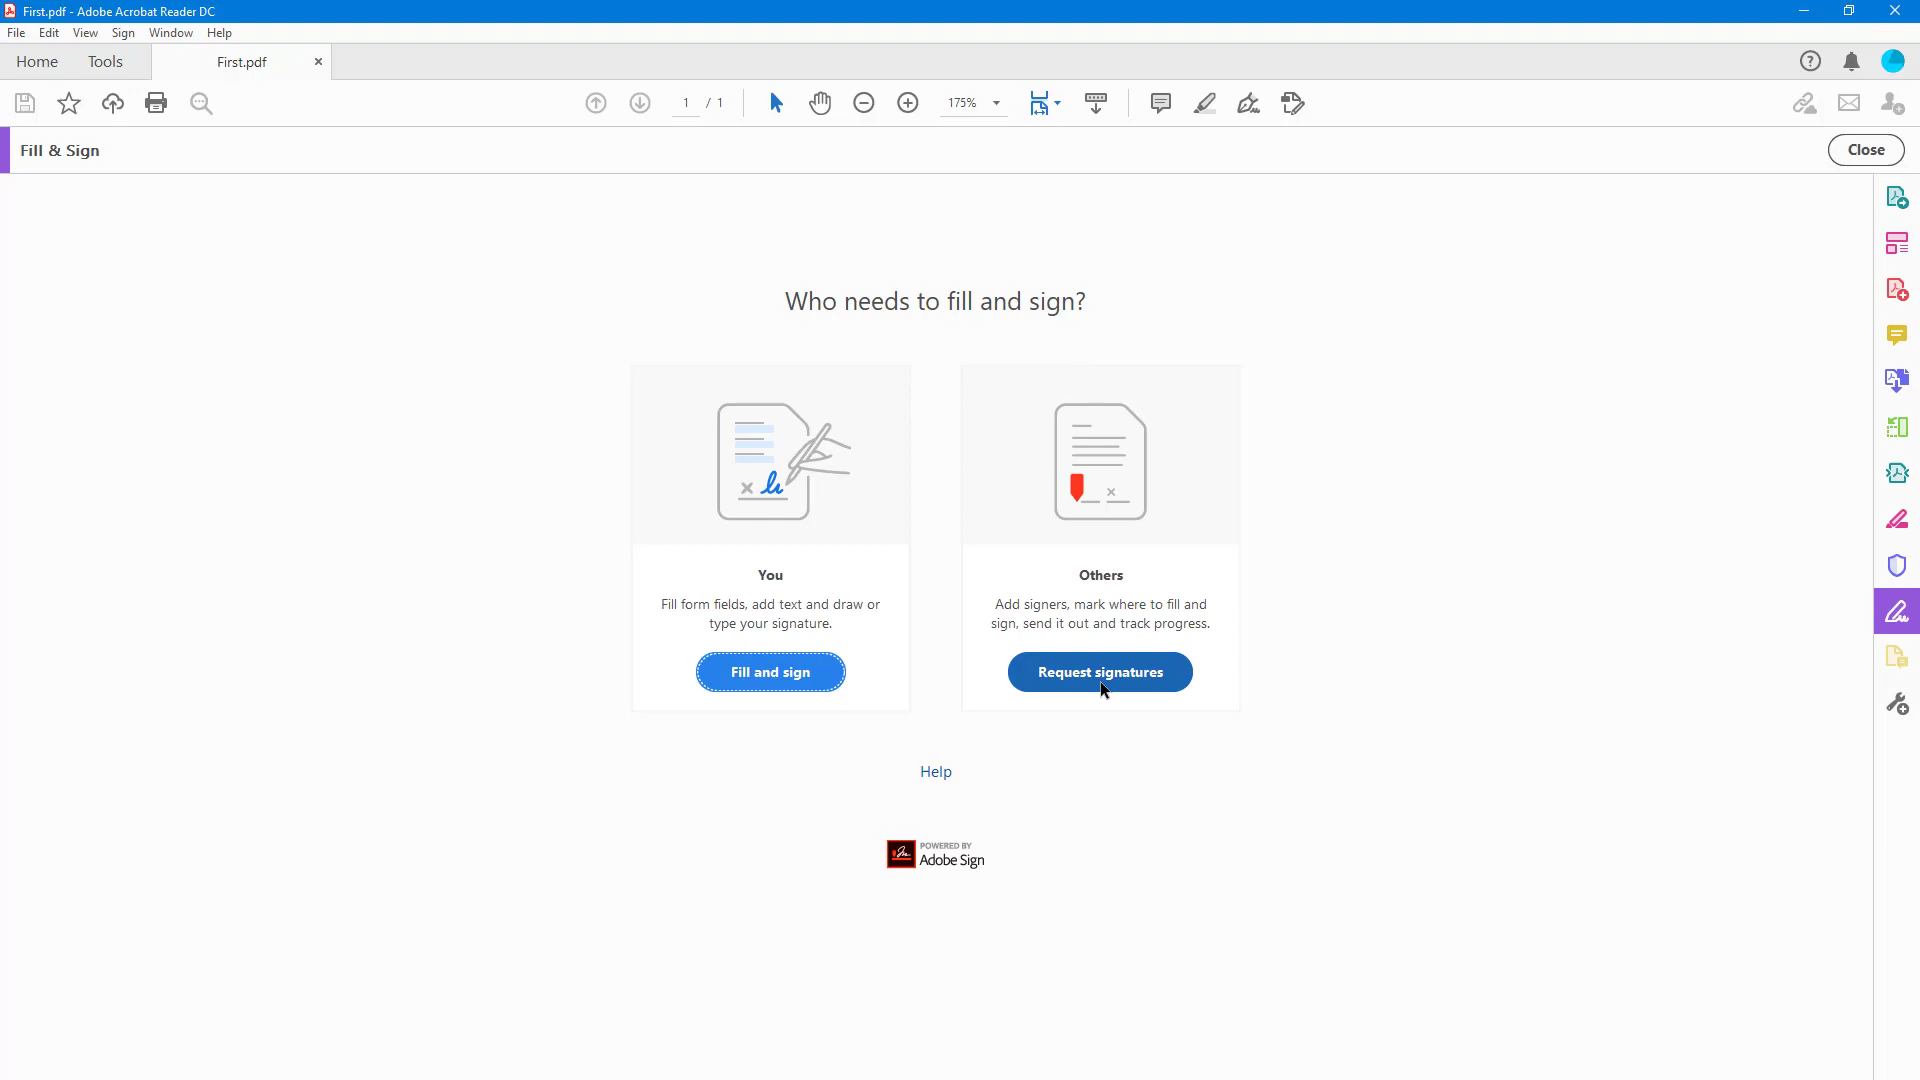 First.pdf - Adobe Acrobat Reader DC
File Edit View Sign Window Help
Home Tools First.pdf
1 / 1 175%
Fill & Sign Close
Who needs to fill and sign?
You
Fill form fields, add text and draw or
type your signature.
Fill and sign
Others
Add signers, mark where to fill and
sign, send it out and track progress.
Request signatures
Help
POWERED BY
Adobe Sign